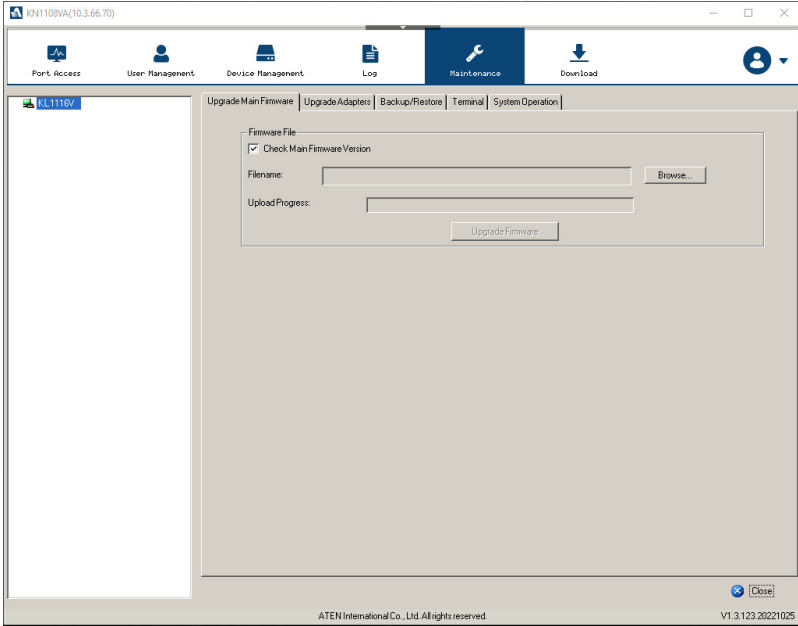 KN1108VA(10.3.66.70)
Port Access
User Management
Device Management
Log
Maintenance
Download
KL1116V
Upgrade Main Firmware
Upgrade Adapters
Backup/Restore
Terminal
System Operation
Firmware File
Check Main Firmware Version
Filename:
Browse...
Upload Progress:
Upgrade Firmware
Close
ATEN International Co., Ltd. All rights reserved.
V1.3.123.20221025